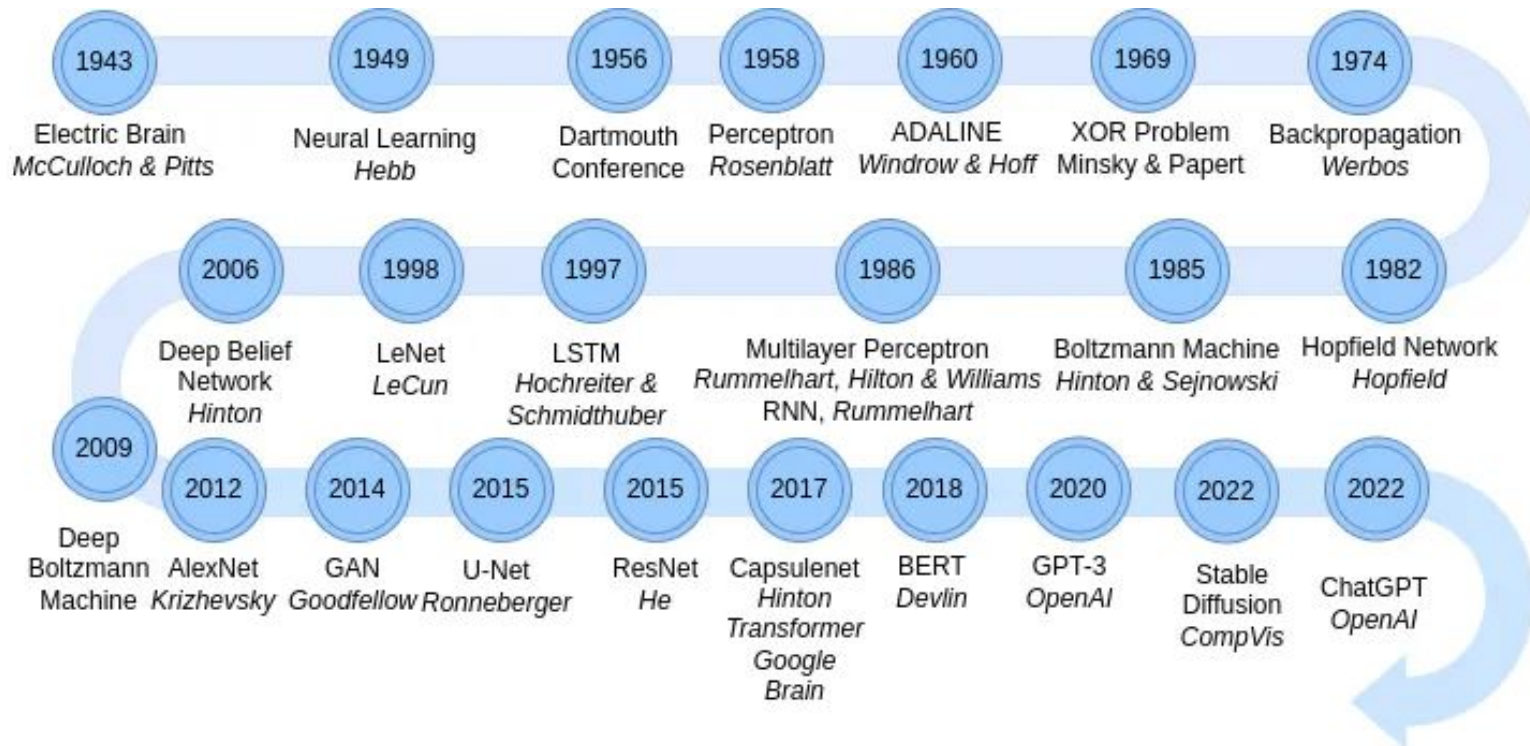 1943
Electric Brain
McCulloch & Pitts
1949
Neural Learning
Hebb
1956
Dartmouth
Conference
1958
Perceptron
Rosenblatt
1960
ADALINE
Windrow & Hoff
1969
XOR Problem
Minsky & Papert
1974
Backpropagation
Werbos
1982
Hopfield Network
Hopfield
1985
Boltzmann Machine
Hinton & Sejnowski
1986
Multilayer Perceptron
Rummelhart, Hilton & Williams
RNN, Rummelhart
1997
LSTM
Hochreiter &
Schmidthuber
1998
LeNet
LeCun
2006
Deep Belief
Network
Hinton
2009
Deep
Boltzmann
Machine
2012
AlexNet
Krizhevsky
2014
GAN
Goodfellow
2015
U-Net
Ronneberger
2015
ResNet
He
2017
Capsulenet
Hinton
Transformer
Google
Brain
2018
BERT
Devlin
2020
GPT-3
OpenAI
2022
Stable
Diffusion
CompVis
2022
ChatGPT
OpenAI